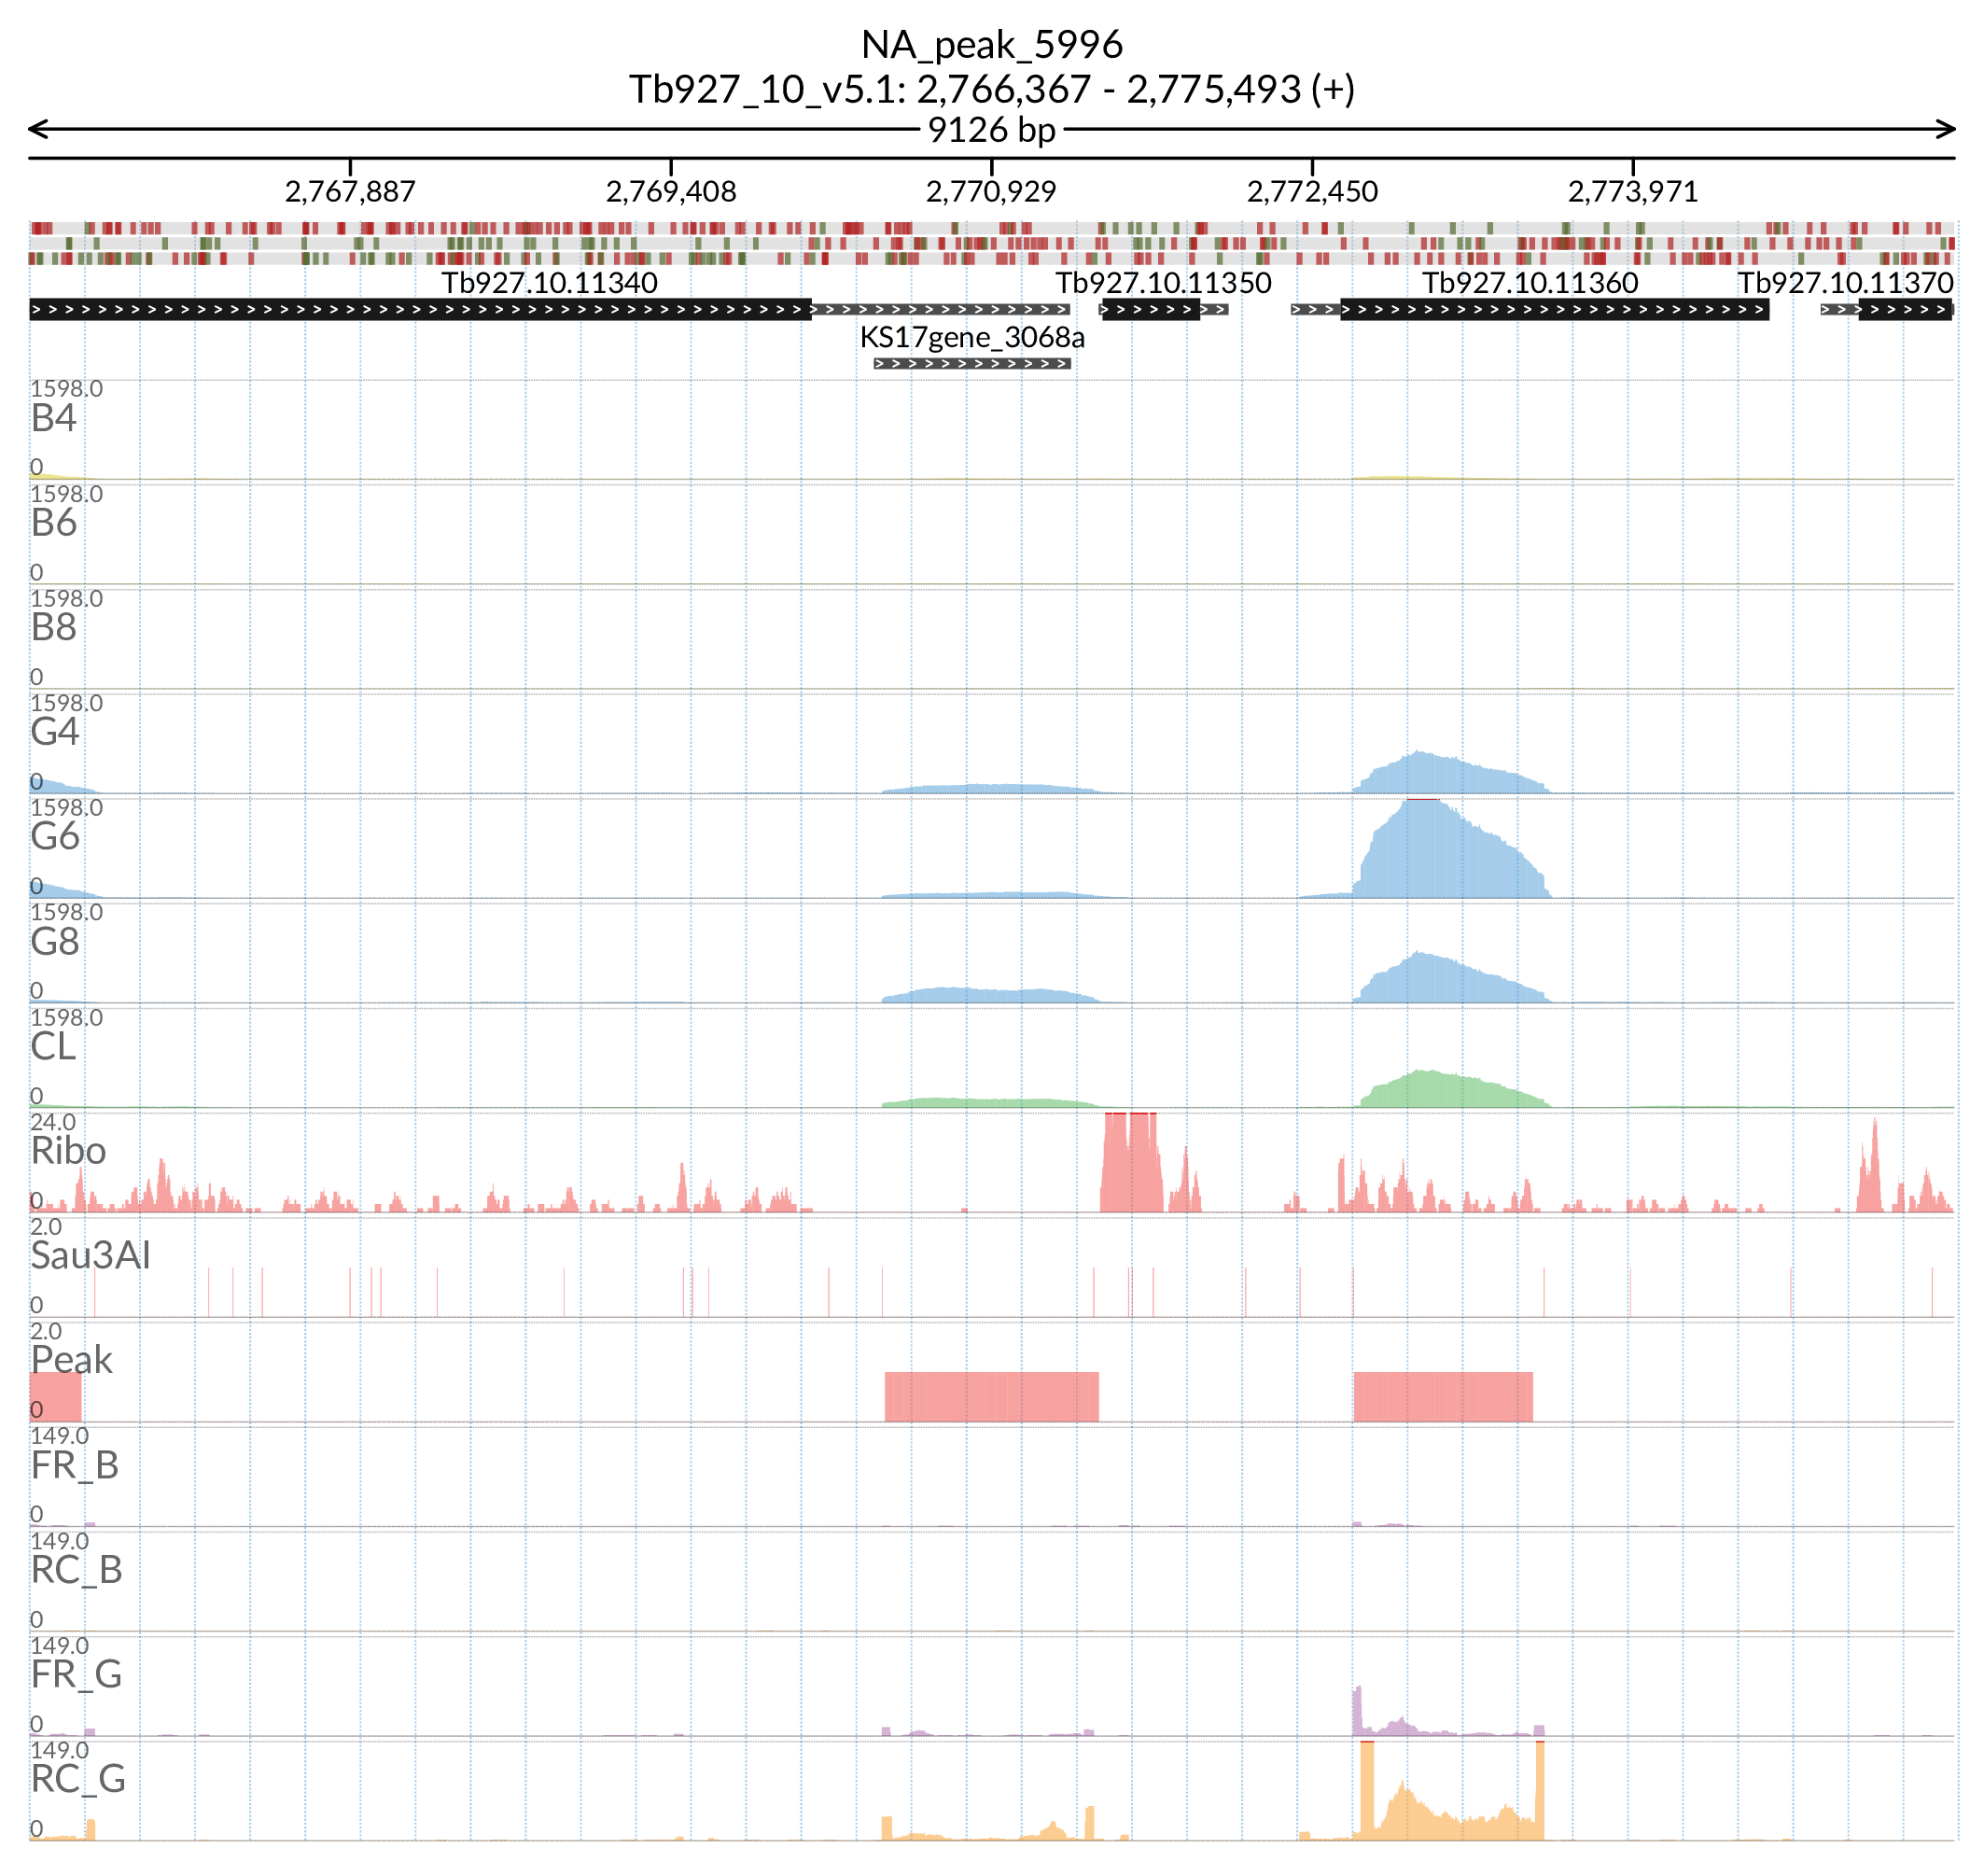 NA_peak_5996
Tb927_10_v5.1: 2,766,367 - 2,775,493 (+)
9126 bp
2,767,887 2,769,408 2,770,929 2,772,450 2,773,971
Tb927.10.11340 Tb927.10.11350 Tb927.10.11360 Tb927.10.11370
KS17gene_3068a
1598.0
B4
0
1598.0
B6
0
1598.0
B8
0
1598.0
G4
0
1598.0
G6
0
1598.0
G8
0
1598.0
CL
0
24.0
Ribo
0
2.0
Sau3AI
0
2.0
Peak
0
149.0
FR_B
0
149.0
RC_B
0
149.0
FR_G
0
149.0
RC_G
0